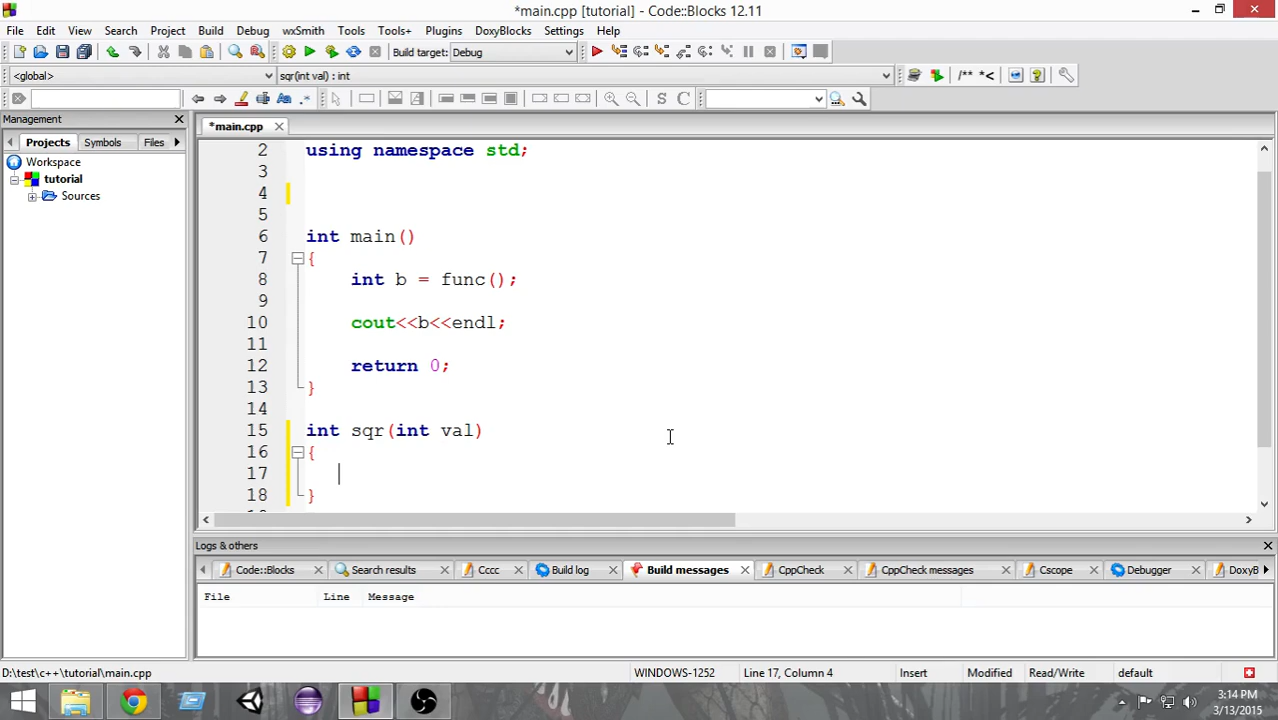 *main.cpp [tutorial] - Code::Blocks 12.11
File Edit View Search Project Build Debug wxSmith Tools Tools+ Plugins DoxyBlocks Settings Help
Build target: Debug
<global> sqr(int val) : int /** *<
S C
Management
*main.cpp
Projects Symbols Files
Workspace
tutorial
Sources
2 using namespace std;
3
4
5
6 int main()
7 {
8 int b = func();
9
10 cout<<b<<endl;
11
12 return 0;
13 }
14
15 int sqr(int val)
16 {
17
18 }
Logs & others
Code::Blocks Search results Cccc Build log Build messages CppCheck CppCheck messages Cscope Debugger DoxyB
File Line Message
D:\test\c++\tutorial\main.cpp WINDOWS-1252 Line 17, Column 4 Insert Modified Read/Write default
3:14 PM
3/13/2015